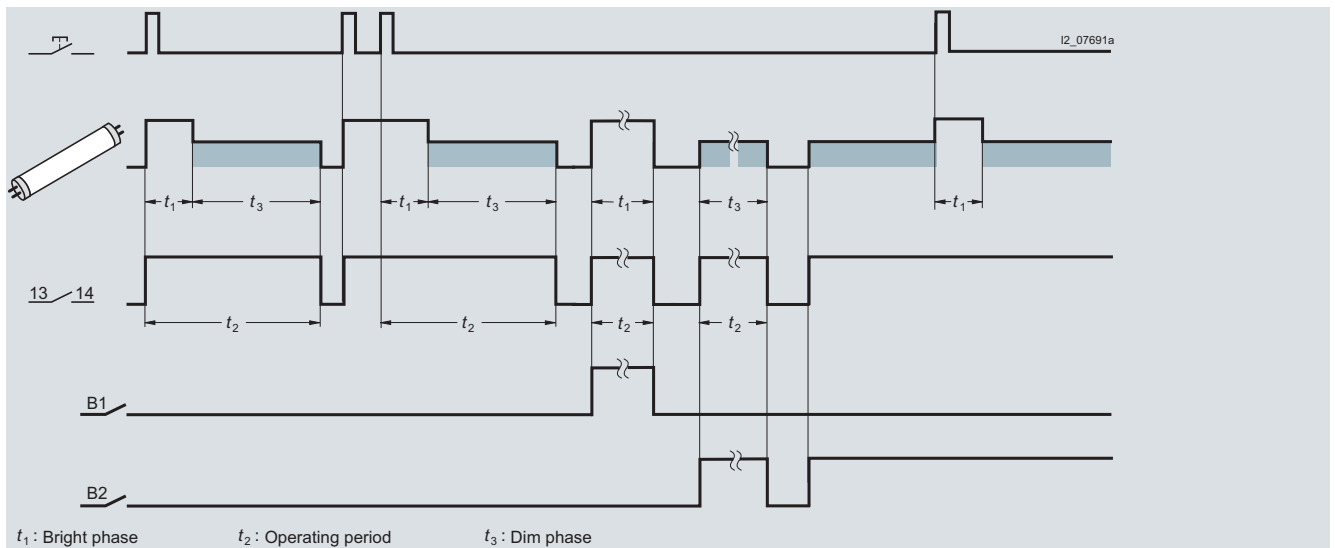 I2_07691a
t1 t3 t1 t3 t1 t3 t1
13 14
t2 t2 t2 t2
B1
B2
t1 : Bright phase t2 : Operating period t3 : Dim phase